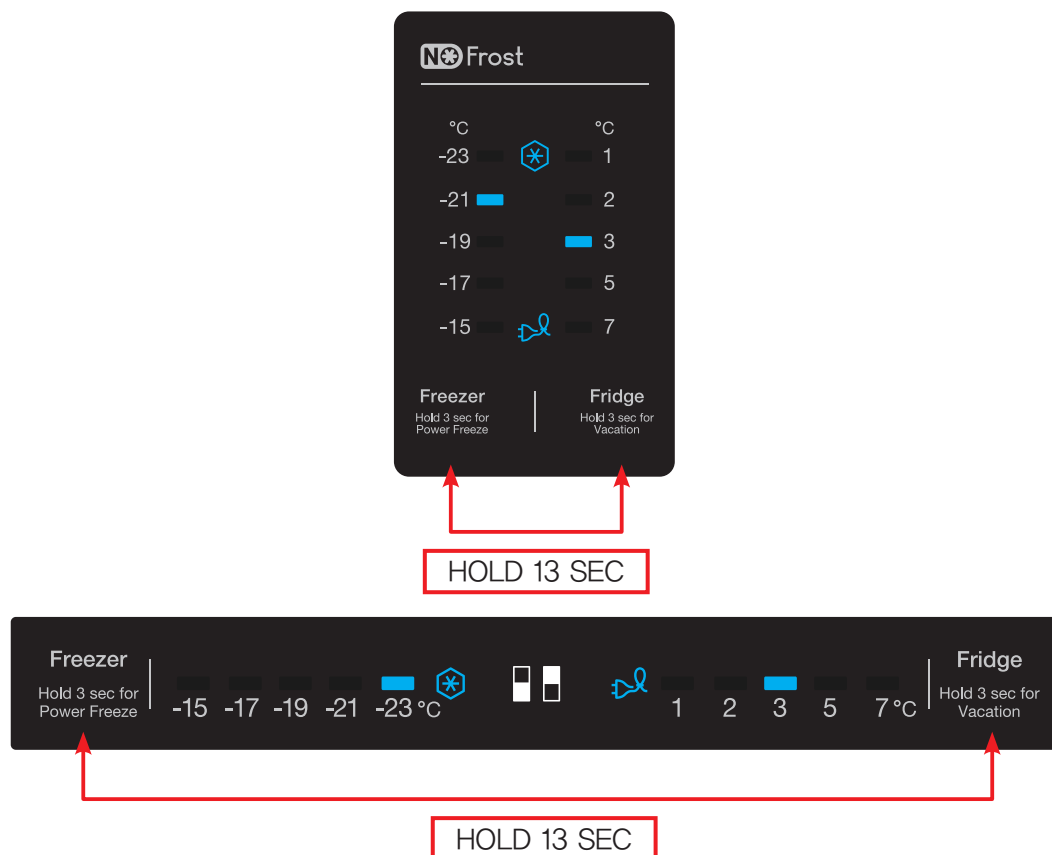 NO Frost
°C °C
-23 1
-21 2
-19 3
-17 5
-15 7
Freezer Fridge
Hold 3 sec for Hold 3 sec for
Power Freeze Vacation
HOLD 13 SEC
Freezer Fridge
Hold 3 sec for Hold 3 sec for
Power Freeze Vacation
-15 -17 -19 -21 -23 °C 1 2 3 5 7 °C
HOLD 13 SEC